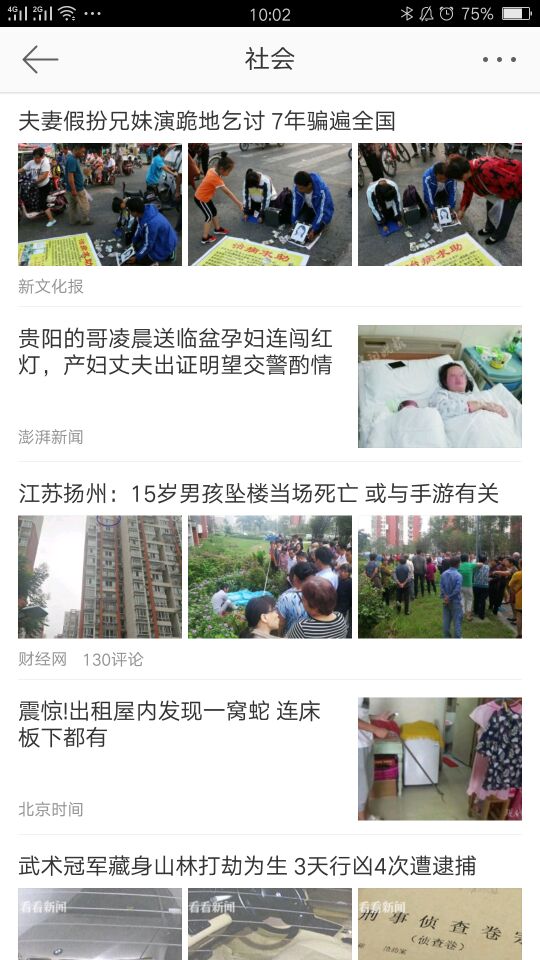 4G 2G 10:02 75%
社会
夫妻假扮兄妹演跪地乞讨 7年骗遍全国
治病求助
治病求助
新文化报
贵阳的哥凌晨送临盆孕妇连闯红
灯，产妇丈夫出证明望交警酌情
澎湃新闻
江苏扬州：15岁男孩坠楼当场死亡 或与手游有关
财经网 130评论
震惊!出租屋内发现一窝蛇 连床
板下都有
北京时间
武术冠军藏身山林打劫为生 3天行凶4次遭逮捕
看看新闻 看看新闻 看看新闻
刑事侦查卷宗
(侦查卷)